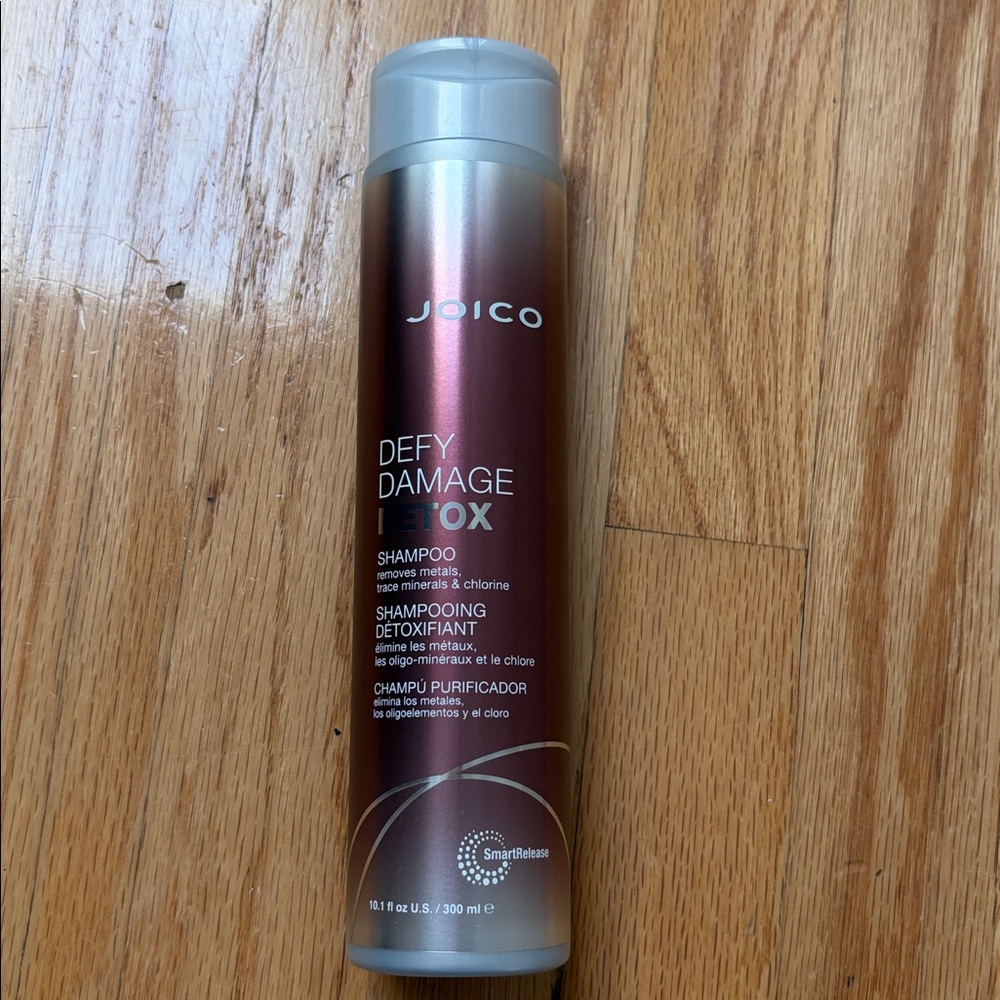 JOICO
DEFY
DAMAGE
DETOX
SHAMPOO
removes metals,
trace minerals & chlorine
SHAMPOOING
DÉTOXIFIANT
élimine les métaux,
les oligo-minéraux et le chlore
CHAMPÚ PURIFICADOR
elimina los metales,
los oligoelementos y el cloro
SmartRelease
10.1 fl oz U.S. / 300 ml ℮